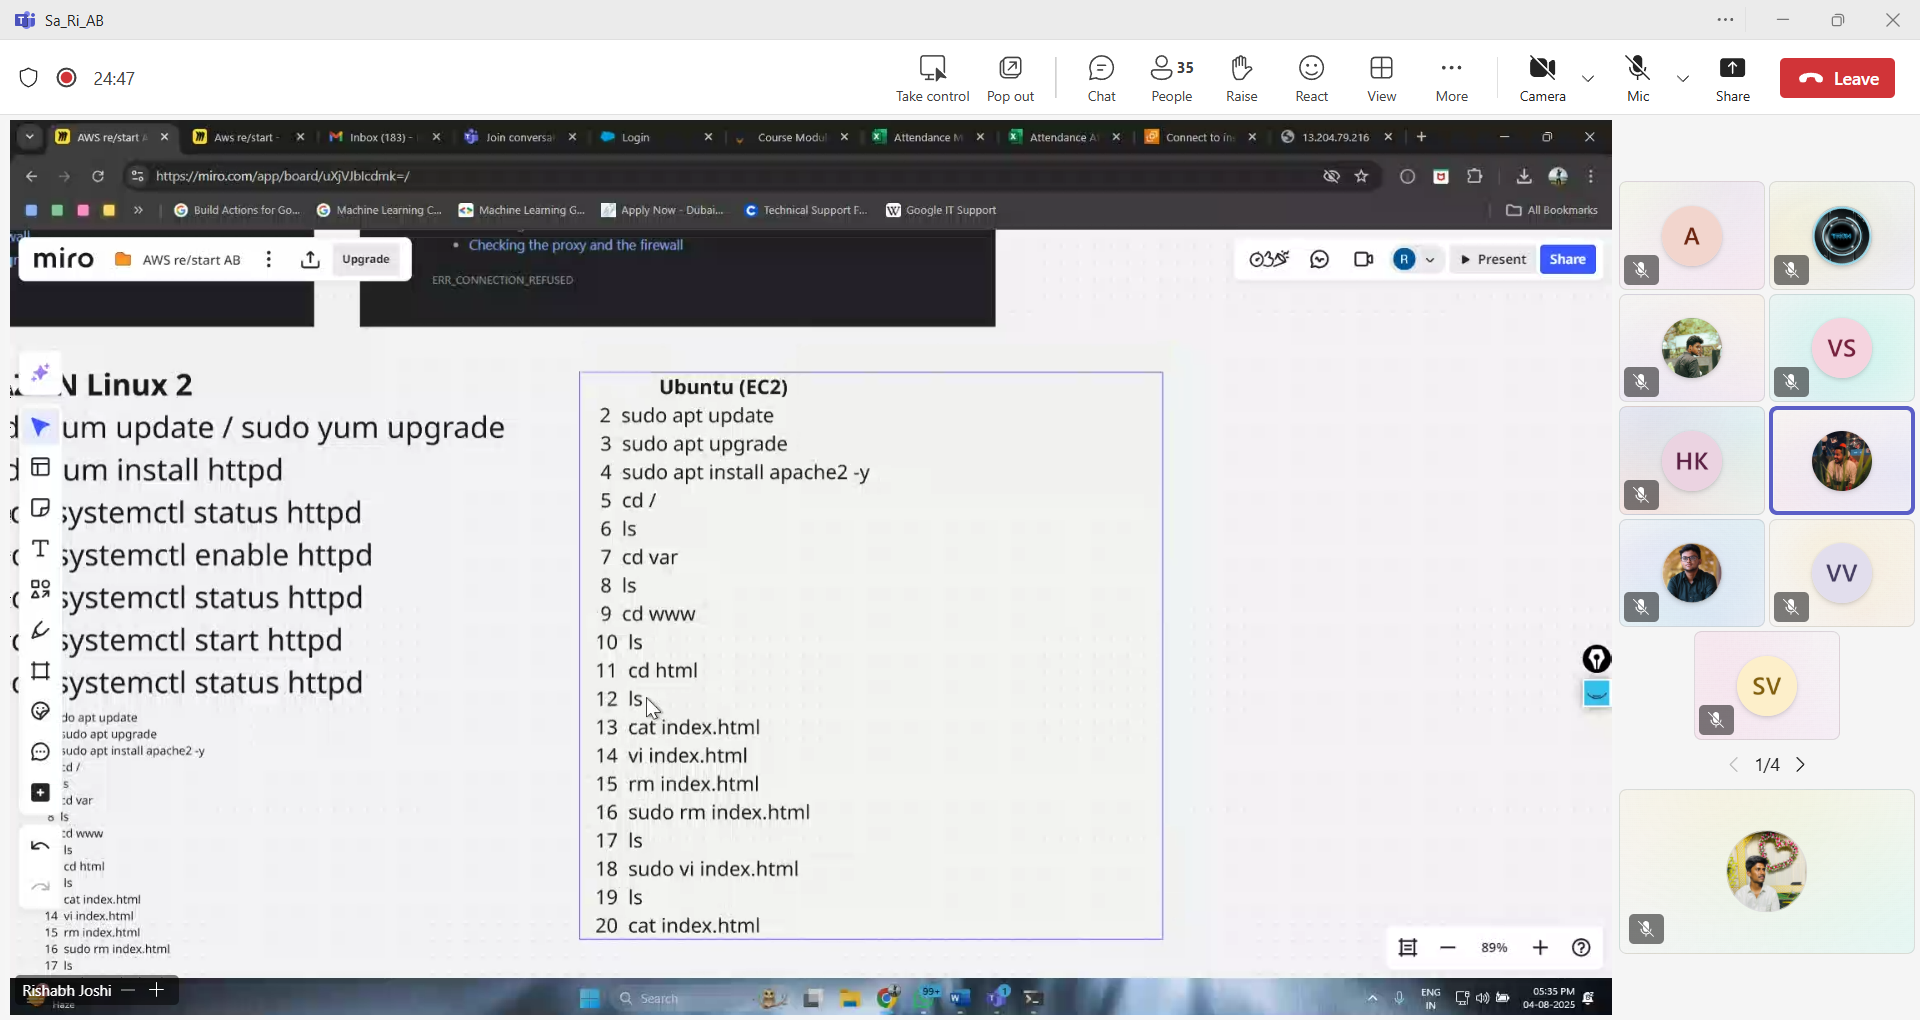 Sa_Ri_AB
24:47
Take control
Pop out
Chat
35
People
Raise
React
View
More
Camera
Mic
Share
Leave
AWS re/start A
Aws re/start -
Inbox (183) -
Join conversa
Login
Course Modul
Attendance M
Attendance A
Connect to in
13.204.79.216
https://miro.com/app/board/uXjVJbIcdmk=/
Build Actions for Go...
Machine Learning C...
Machine Learning G...
Apply Now - Dubai...
Technical Support F...
Google IT Support
All Bookmarks
miro
AWS re/start AB
Upgrade
Checking the proxy and the firewall
ERR_CONNECTION_REFUSED
R
Present
Share
N Linux 2
um update / sudo yum upgrade
um install httpd
systemctl status httpd
systemctl enable httpd
systemctl status httpd
systemctl start httpd
systemctl status httpd
do apt update
sudo apt upgrade
sudo apt install apache2 -y
cd /
ls
cd var
8 ls
cd www
ls
cd html
ls
cat index.html
14 vi index.html
15 rm index.html
16 sudo rm index.html
17 ls
Ubuntu (EC2)
2 sudo apt update
3 sudo apt upgrade
4 sudo apt install apache2 -y
5 cd /
6 ls
7 cd var
8 ls
9 cd www
10 ls
11 cd html
12 ls
13 cat index.html
14 vi index.html
15 rm index.html
16 sudo rm index.html
17 ls
18 sudo vi index.html
19 ls
20 cat index.html
89%
Rishabh Joshi
Haze
Search
99+
1
ENG
IN
05:35 PM
04-08-2025
A
VS
HK
VV
SV
1/4